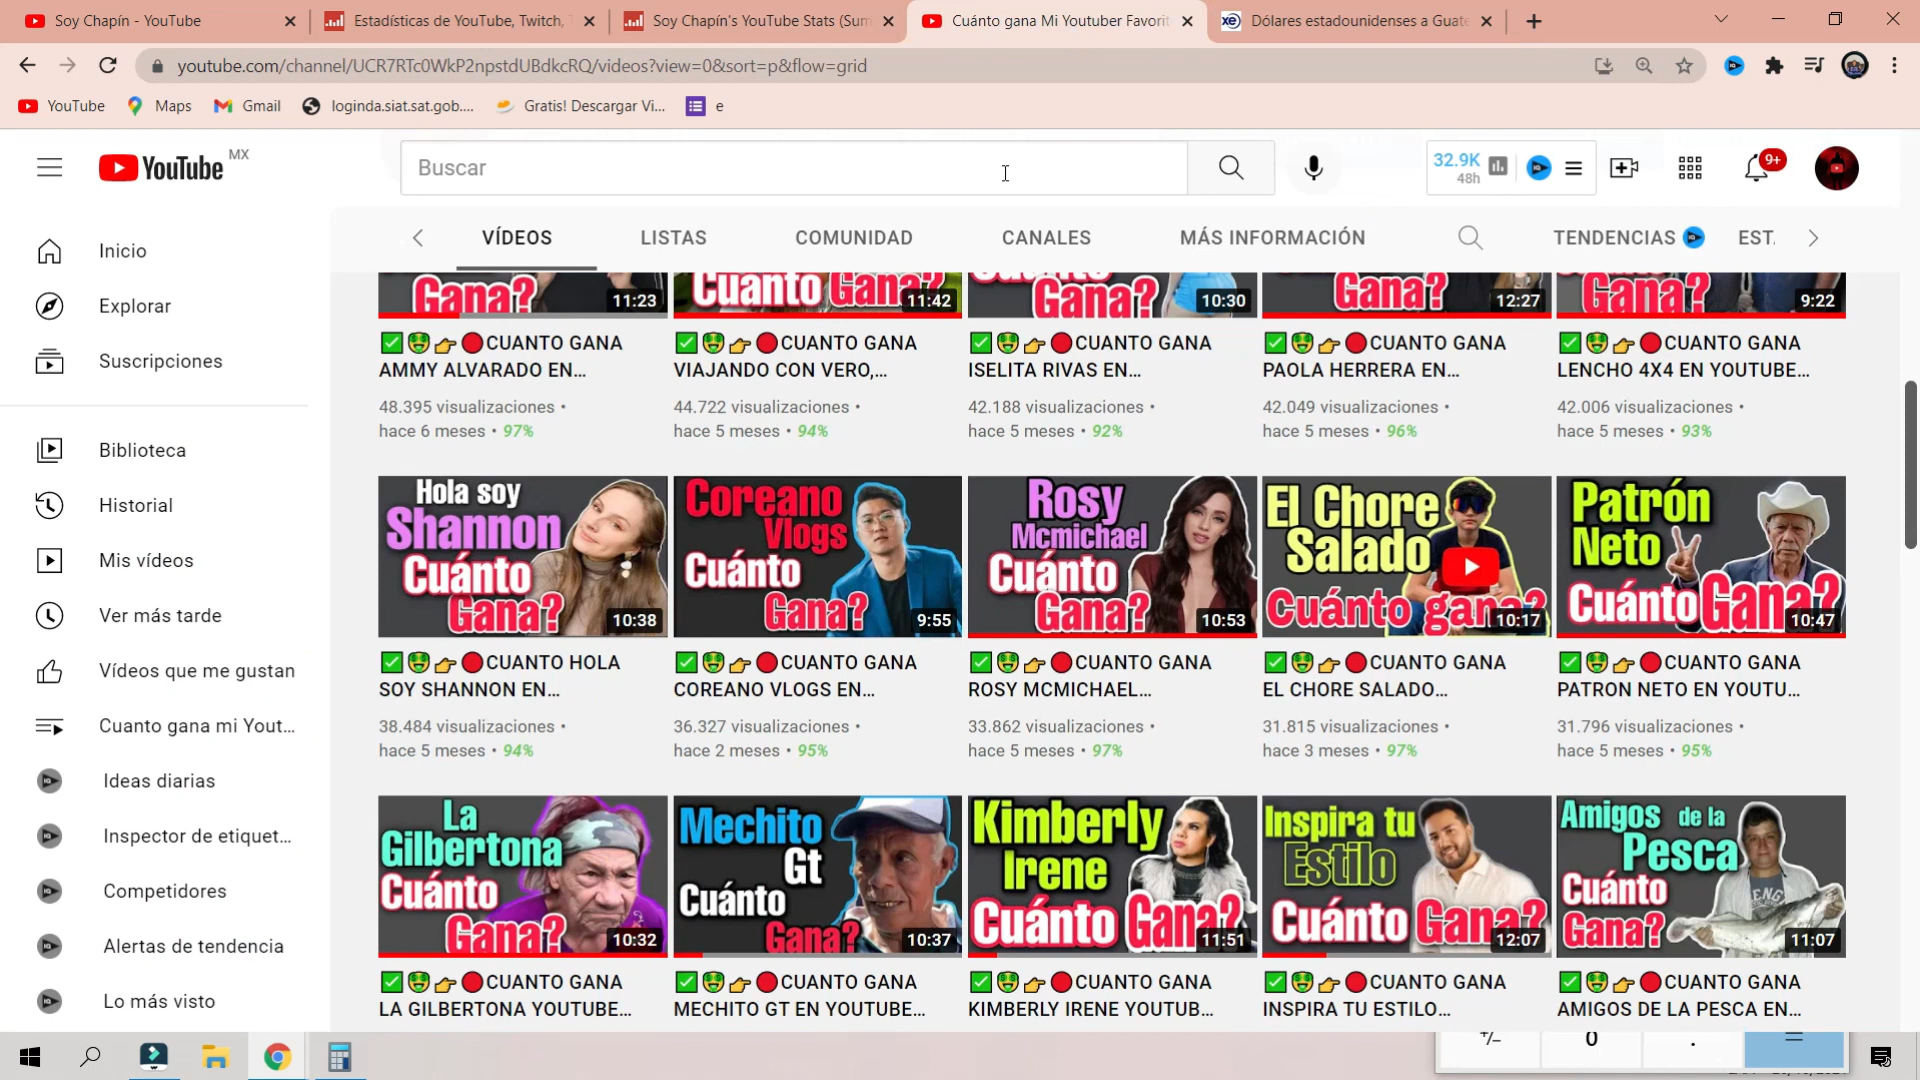 Soy Chapín - YouTube
Estadísticas de YouTube, Twitch,
Soy Chapín's YouTube Stats (Sum
Cuánto gana Mi Youtuber Favorit
Dólares estadounidenses a Guate
youtube.com/channel/UCR7RTc0WkP2npstdUBdkcRQ/videos?view=0&sort=p&flow=grid
YouTube
Maps
Gmail
loginda.siat.sat.gob....
Gratis! Descargar Vi...
e
YouTube MX
Buscar
32.9K
48h
9+
Inicio
Explorar
Suscripciones
Biblioteca
Historial
Mis vídeos
Ver más tarde
Vídeos que me gustan
Cuanto gana mi Yout...
Ideas diarias
Inspector de etiquet...
Competidores
Alertas de tendencia
Lo más visto
VÍDEOS
LISTAS
COMUNIDAD
CANALES
MÁS INFORMACIÓN
TENDENCIAS
EST.
Gana?
11:23
Cuánto Gana?
11:42
Gana?
10:30
Gana?
12:27
Gana?
9:22
✅🤑👉🔴CUANTO GANA
AMMY ALVARADO EN...
48.395 visualizaciones •
hace 6 meses • 97%
✅🤑👉🔴CUANTO GANA
VIAJANDO CON VERO,...
44.722 visualizaciones •
hace 5 meses • 94%
✅🤑👉🔴CUANTO GANA
ISELITA RIVAS EN...
42.188 visualizaciones •
hace 5 meses • 92%
✅🤑👉🔴CUANTO GANA
PAOLA HERRERA EN...
42.049 visualizaciones •
hace 5 meses • 96%
✅🤑👉🔴CUANTO GANA
LENCHO 4X4 EN YOUTUBE...
42.006 visualizaciones •
hace 5 meses • 93%
Hola soy
Shannon
Cuánto
Gana?
10:38
Coreano
Vlogs
Cuánto
Gana?
9:55
Rosy
Mcmichael
Cuánto
Gana?
10:53
El Chore
Salado
Cuánto gana?
10:17
Patrón
Neto
Cuánto Gana?
10:47
✅🤑👉🔴CUANTO HOLA
SOY SHANNON EN...
38.484 visualizaciones •
hace 5 meses • 94%
✅🤑👉🔴CUANTO GANA
COREANO VLOGS EN...
36.327 visualizaciones •
hace 2 meses • 95%
✅🤑👉🔴CUANTO GANA
ROSY MCMICHAEL...
33.862 visualizaciones •
hace 5 meses • 97%
✅🤑👉🔴CUANTO GANA
EL CHORE SALADO...
31.815 visualizaciones •
hace 3 meses • 97%
✅🤑👉🔴CUANTO GANA
PATRON NETO EN YOUTU...
31.796 visualizaciones •
hace 5 meses • 95%
La
Gilbertona
Cuánto
Gana?
10:32
Mechito
Gt
Cuánto
Gana?
10:37
Kimberly
Irene
Cuánto Gana?
11:51
Inspira tu
Estilo
Cuánto Gana?
12:07
Amigos de la
Pesca
Cuánto
Gana?
11:07
✅🤑👉🔴CUANTO GANA
LA GILBERTONA YOUTUBE...
✅🤑👉🔴CUANTO GANA
MECHITO GT EN YOUTUBE...
✅🤑👉🔴CUANTO GANA
KIMBERLY IRENE YOUTUB...
✅🤑👉🔴CUANTO GANA
INSPIRA TU ESTILO...
✅🤑👉🔴CUANTO GANA
AMIGOS DE LA PESCA EN...
+/−
0
.
=